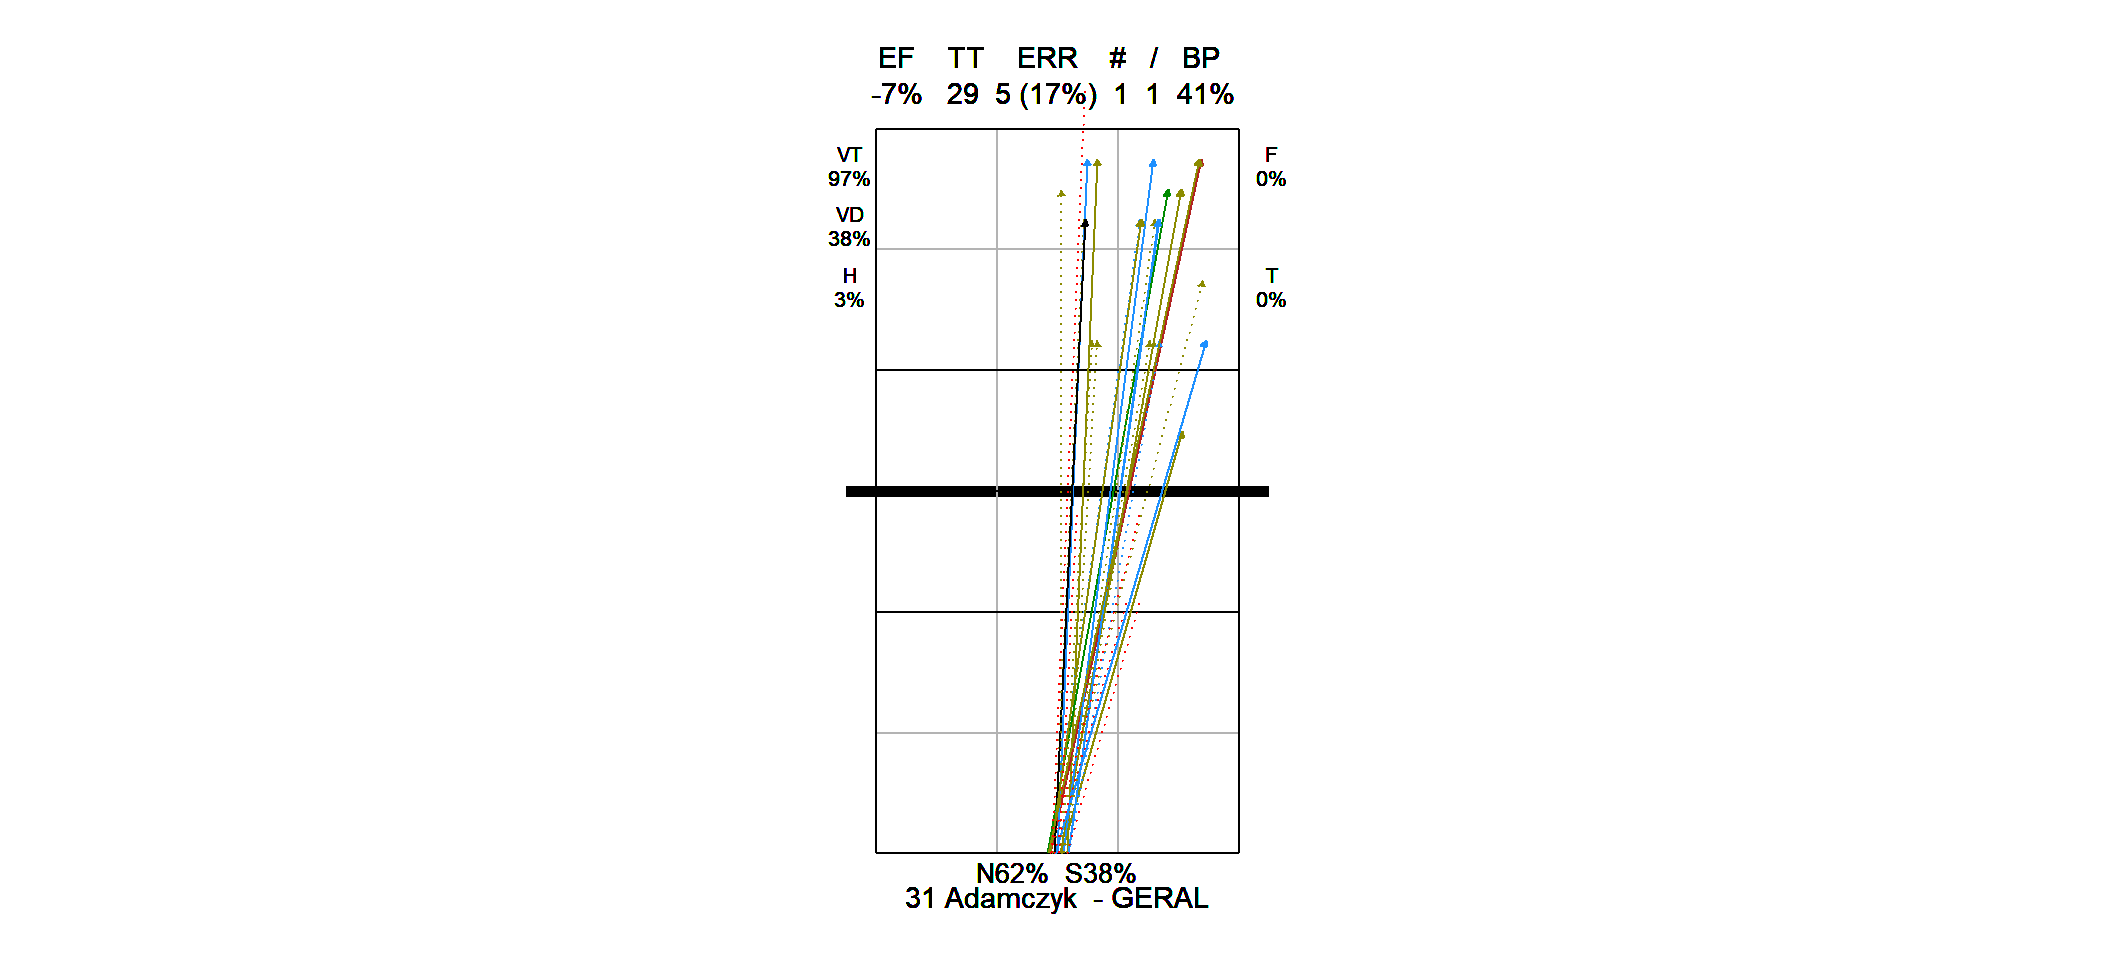 EF TT ERR # / BP
-7% 29 5 (17%) 1 1 41%
VT
97%
F
0%
VD
38%
H
3%
T
0%
N62% S38%
31 Adamczyk - GERAL